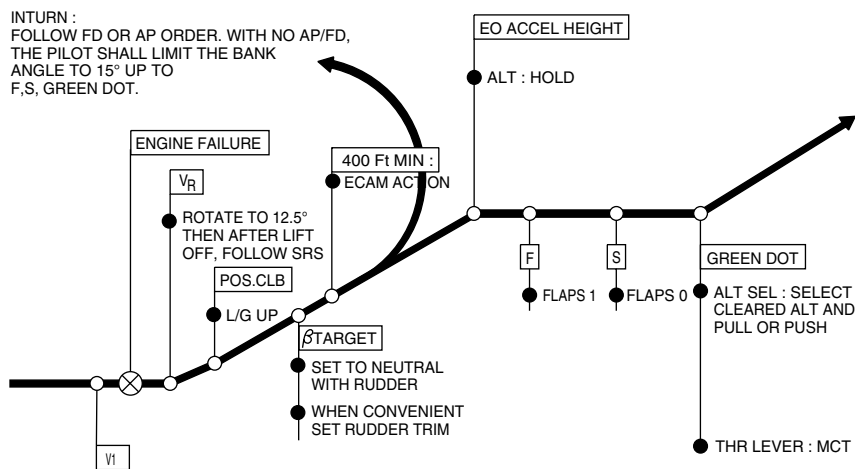 INTURN :
FOLLOW FD OR AP ORDER. WITH NO AP/FD,
THE PILOT SHALL LIMIT THE BANK
ANGLE TO 15° UP TO
F,S, GREEN DOT.
EO ACCEL HEIGHT
ALT : HOLD
ENGINE FAILURE
400 Ft MIN :
ECAM ACTION
VR
ROTATE TO 12.5°
THEN AFTER LIFT
OFF, FOLLOW SRS
POS.CLB
L/G UP
βTARGET
SET TO NEUTRAL
WITH RUDDER
WHEN CONVENIENT
SET RUDDER TRIM
V1
F
FLAPS 1
S
FLAPS 0
GREEN DOT
ALT SEL : SELECT
CLEARED ALT AND
PULL OR PUSH
THR LEVER : MCT